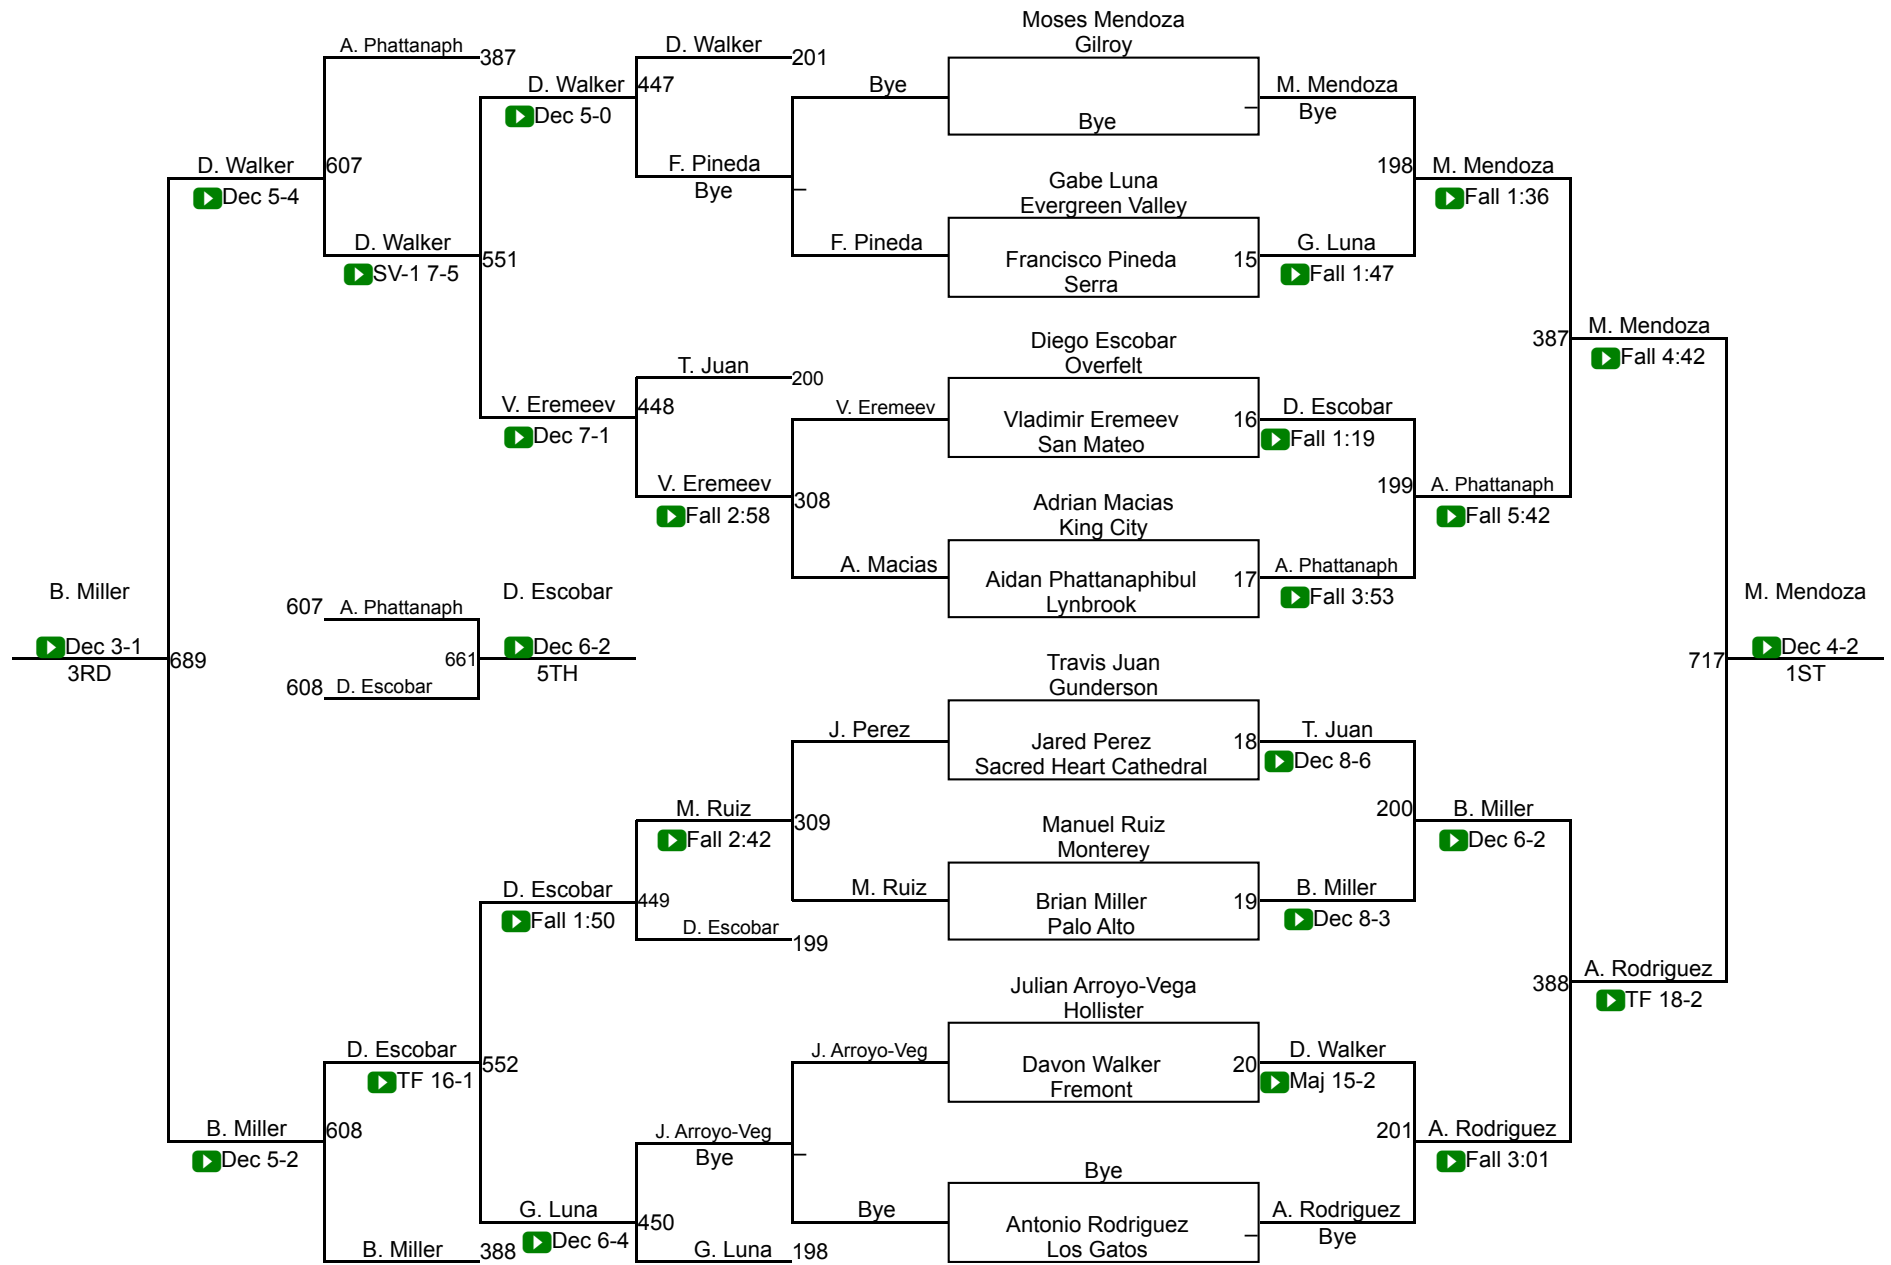 Moses Mendoza
Gilroy
A. Phattanaph
387
D. Walker
201
D. Walker
447
Bye
M. Mendoza
Dec 5-0
Bye
Bye
D. Walker
607
F. Pineda
198
M. Mendoza
Dec 5-4
Bye
Gabe Luna
Evergreen Valley
Fall 1:36
D. Walker
551
F. Pineda
Francisco Pineda
Serra
15
G. Luna
SV-1 7-5
Fall 1:47
387
M. Mendoza
Diego Escobar
Overfelt
Fall 4:42
T. Juan
200
V. Eremeev
448
V. Eremeev
Vladimir Eremeev
San Mateo
16
D. Escobar
Dec 7-1
Fall 1:19
V. Eremeev
308
199
A. Phattanaph
Fall 2:58
Adrian Macias
King City
Fall 5:42
A. Macias
Aidan Phattanaphibul
Lynbrook
17
A. Phattanaph
Fall 3:53
B. Miller
607
A. Phattanaph
D. Escobar
M. Mendoza
Dec 3-1
689
661
Dec 6-2
717
Dec 4-2
3RD
608
D. Escobar
5TH
1ST
Travis Juan
Gunderson
J. Perez
Jared Perez
Sacred Heart Cathedral
18
T. Juan
Dec 8-6
M. Ruiz
309
200
B. Miller
Fall 2:42
Manuel Ruiz
Monterey
Dec 6-2
D. Escobar
449
M. Ruiz
Brian Miller
Palo Alto
19
B. Miller
Fall 1:50
D. Escobar
199
Dec 8-3
388
A. Rodriguez
Julian Arroyo-Vega
Hollister
TF 18-2
D. Escobar
552
J. Arroyo-Veg
Davon Walker
Fremont
20
D. Walker
TF 16-1
Maj 15-2
B. Miller
608
J. Arroyo-Veg
201
A. Rodriguez
Dec 5-2
Bye
Bye
Fall 3:01
G. Luna
450
Bye
Antonio Rodriguez
Los Gatos
A. Rodriguez
B. Miller
388
Dec 6-4
G. Luna
198
Bye